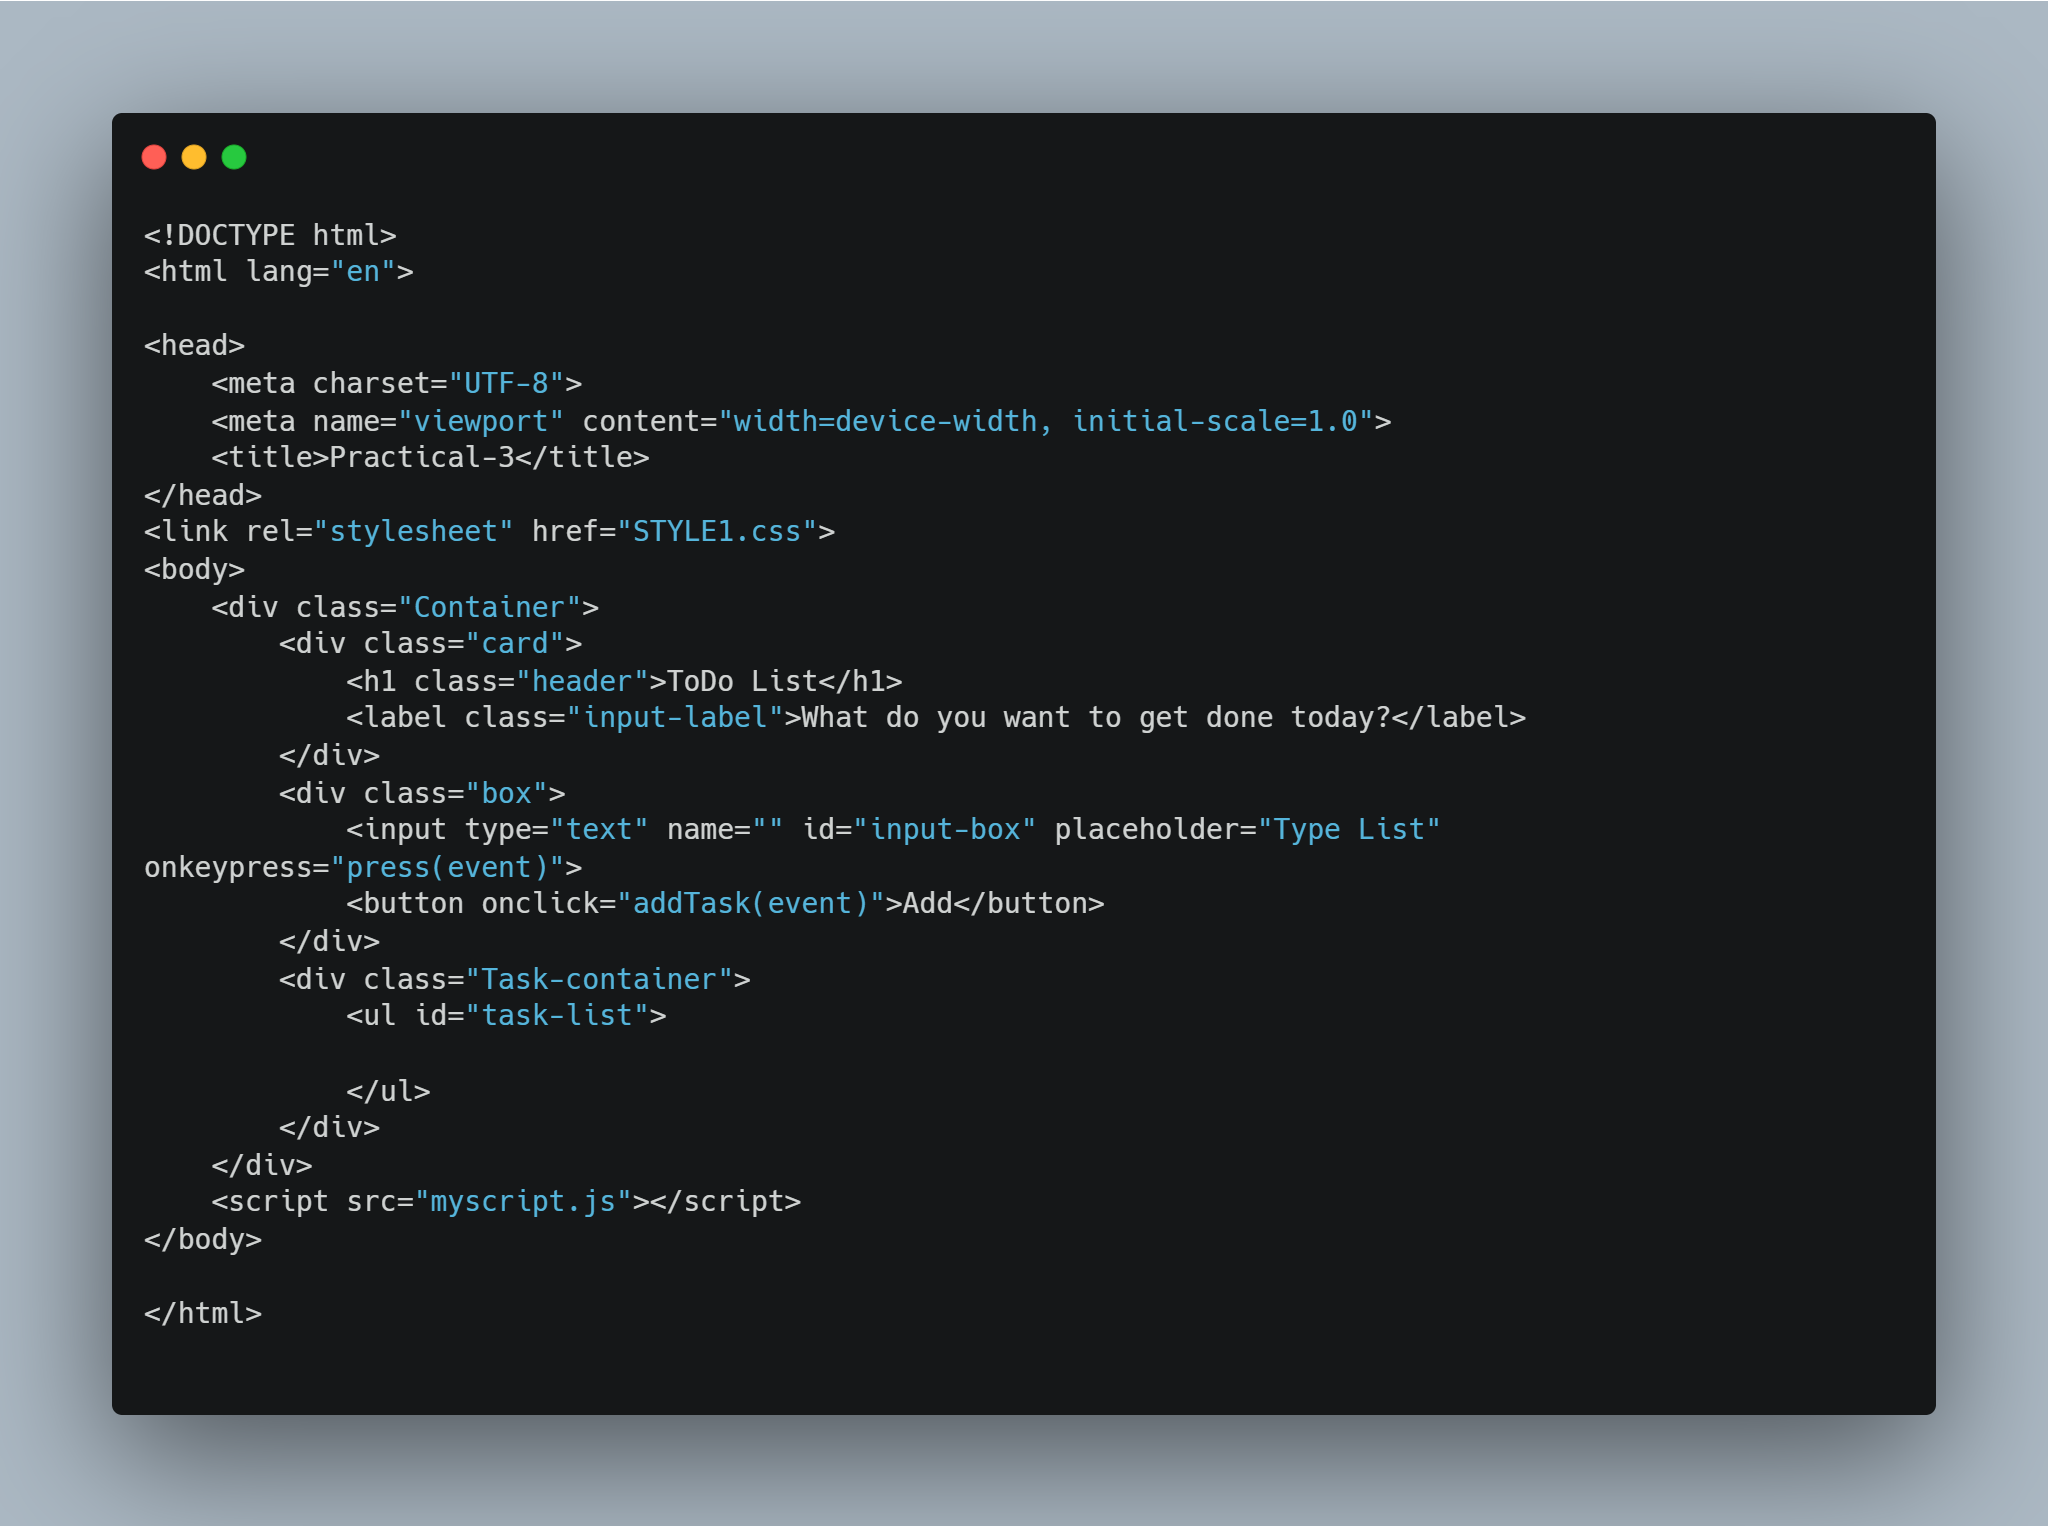 <!DOCTYPE html>
<html lang="en">

<head>
    <meta charset="UTF-8">
    <meta name="viewport" content="width=device-width, initial-scale=1.0">
    <title>Practical-3</title>
</head>
<link rel="stylesheet" href="STYLE1.css">
<body>
    <div class="Container">
        <div class="card">
            <h1 class="header">ToDo List</h1>
            <label class="input-label">What do you want to get done today?</label>
        </div>
        <div class="box">
            <input type="text" name="" id="input-box" placeholder="Type List"
onkeypress="press(event)">
            <button onclick="addTask(event)">Add</button>
        </div>
        <div class="Task-container">
            <ul id="task-list">

            </ul>
        </div>
    </div>
    <script src="myscript.js"></script>
</body>

</html>